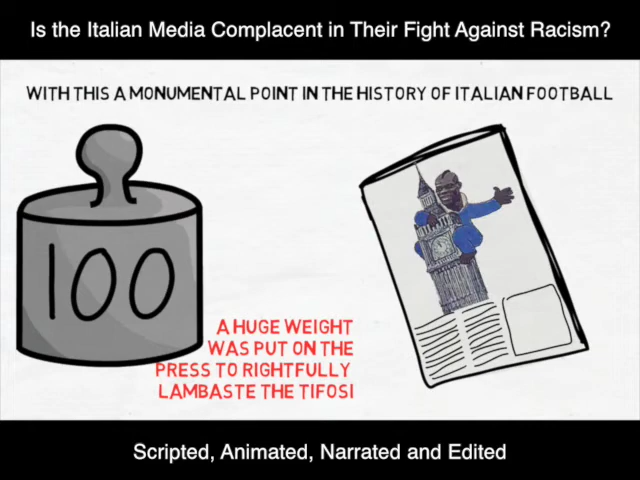 Is the Italian Media Complacent in Their Fight Against Racism?
WITH THIS A MONUMENTAL POINT IN THE HISTORY OF ITALIAN FOOTBALL
100
A HUGE WEIGHT
WAS PUT ON THE
PRESS TO RIGHTFULLY
LAMBASTE THE TIFOSI
Scripted, Animated, Narrated and Edited